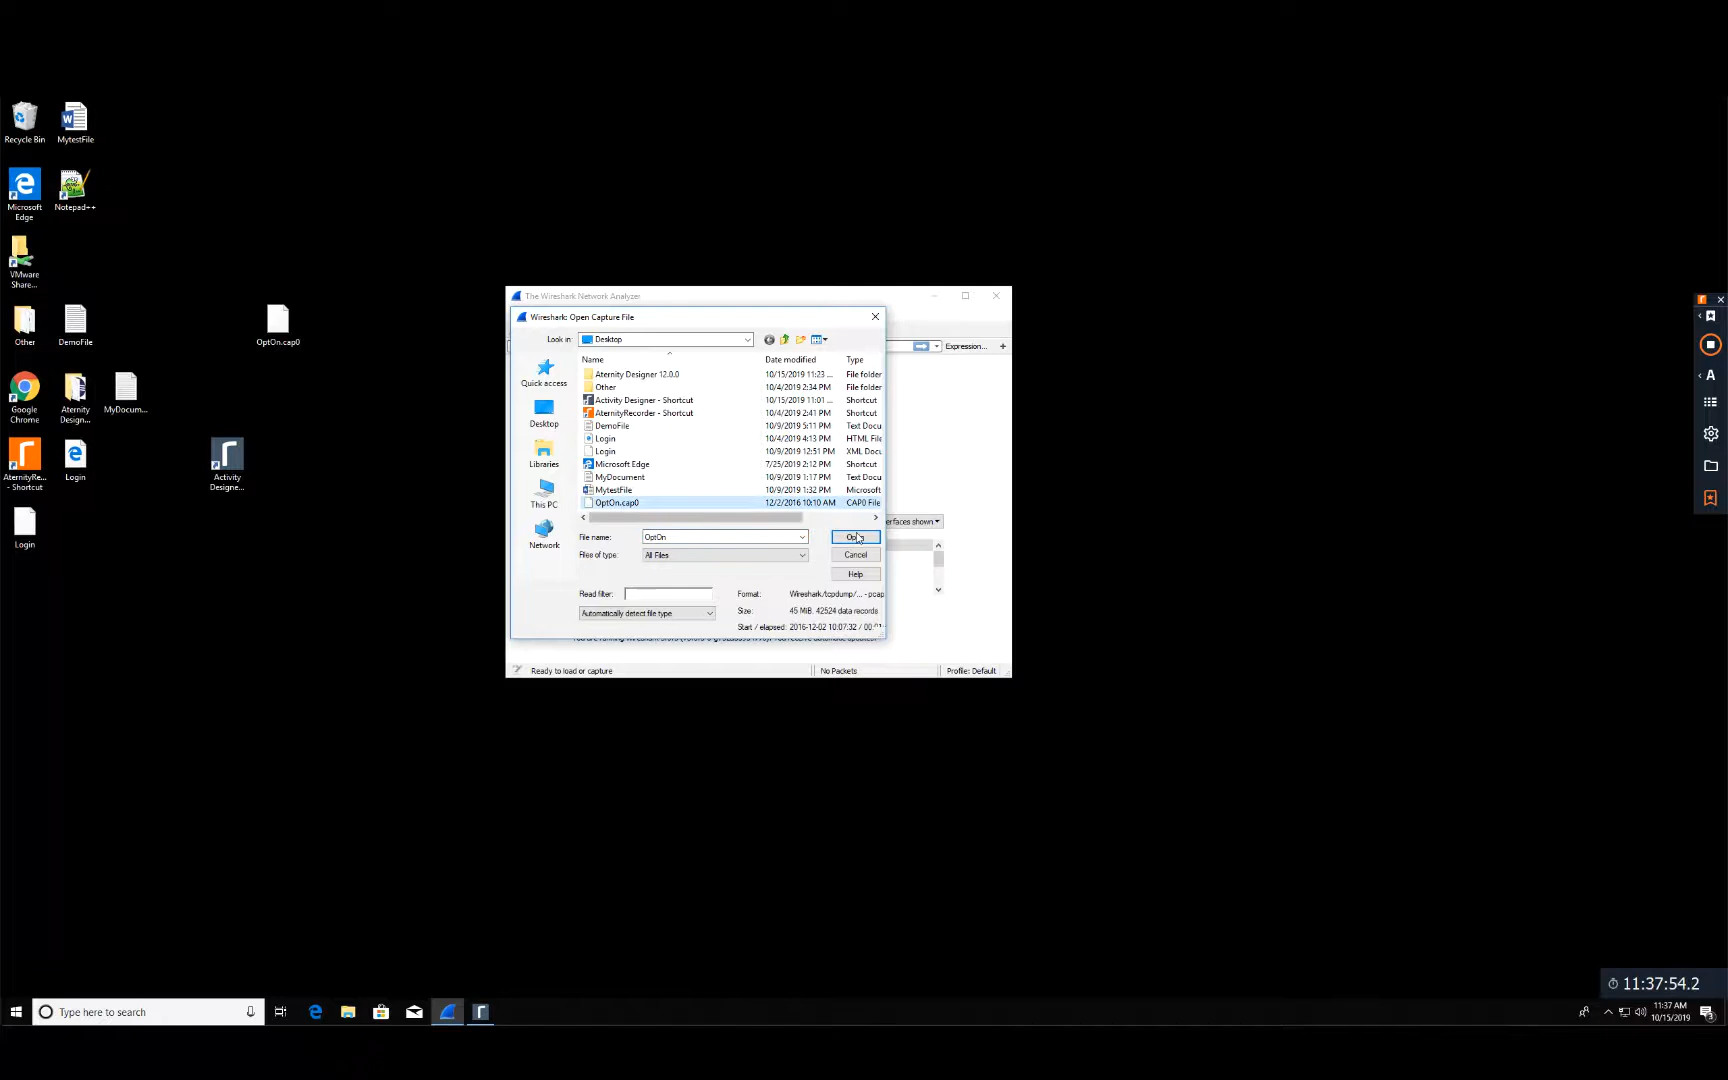 Recycle Bin
MytestFile
Microsoft
Edge
Notepad++
VMware
Share...
Other
DemoFile
OptOn.cap0
Google
Chrome
Aternity
Design...
MyDocum...
AternityRe...
- Shortcut
Login
Activity
Designe...
Login
The Wireshark Network Analyzer
Wireshark: Open Capture File
Look in:
Desktop
Expression...
+
Name
Date modified
Type
Aternity Designer 12.0.0
10/15/2019 11:23 ...
File folder
Other
10/4/2019 2:34 PM
File folder
Activity Designer - Shortcut
10/15/2019 11:01 ...
Shortcut
AternityRecorder - Shortcut
10/4/2019 2:41 PM
Shortcut
DemoFile
10/9/2019 5:11 PM
Text Docu
Login
10/4/2019 4:13 PM
HTML File
Login
10/9/2019 12:51 PM
XML Docu
Microsoft Edge
7/25/2019 2:12 PM
Shortcut
MyDocument
10/9/2019 1:17 PM
Text Docu
MytestFile
10/9/2019 1:32 PM
Microsoft
OptOn.cap0
12/2/2016 10:10 AM
CAP0 File
Quick access
Desktop
Libraries
This PC
Network
erfaces shown
File name:
OptOn
Files of type:
All Files
Cancel
Help
Read filter:
Automatically detect file type
Format:
Wireshark/tcpdump/... - pcap
Size:
45 MiB, 42524 data records
Start / elapsed:
2016-12-02 10:07:32 / 00:01
Ready to load or capture
No Packets
Profile: Default
A
11:37:54.2
Type here to search
11:37 AM
10/15/2019
3